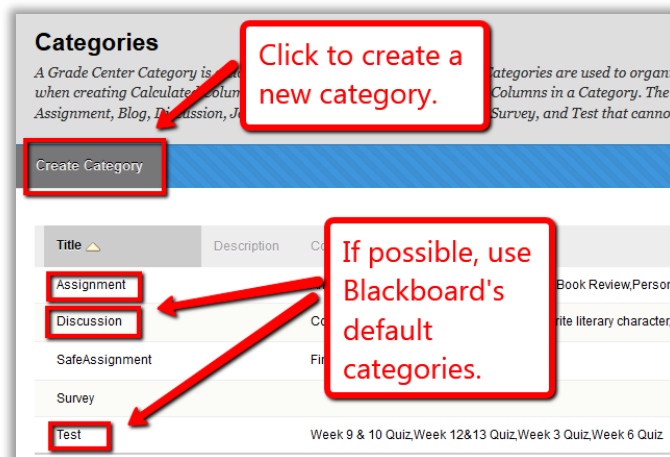 Categories
A Grade Center Category is Categories are used to organi
when creating Calculated Colum Columns in a Category. The
Assignment, Blog, Discussion, J Survey, and Test that canno
Click to create a
new category.
Create Category
Title Description
Assignment Book Review,Person
Discussion literary character,
SafeAssignment
Survey
Test Week 9 & 10 Quiz,Week 12&13 Quiz,Week 3 Quiz,Week 6 Quiz
If possible, use
Blackboard's
default
categories.